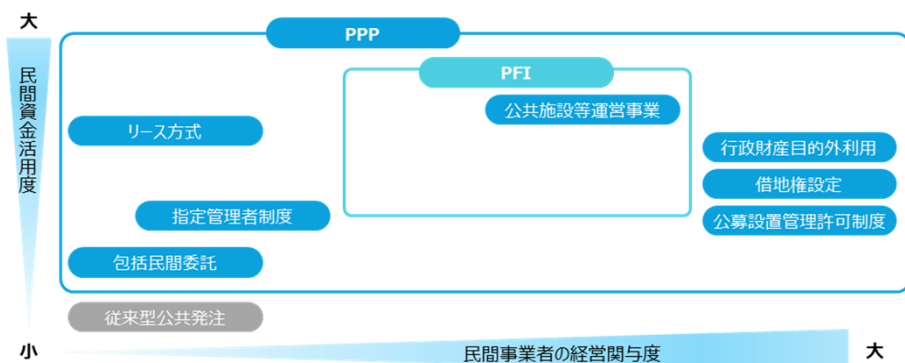 大
PPP
PFI
民間資金活用度
公共施設等運営事業
リース方式
行政財産目的外利用
借地権設定
指定管理者制度
公募設置管理許可制度
包括民間委託
従来型公共発注
小
民間事業者の経営関与度
大